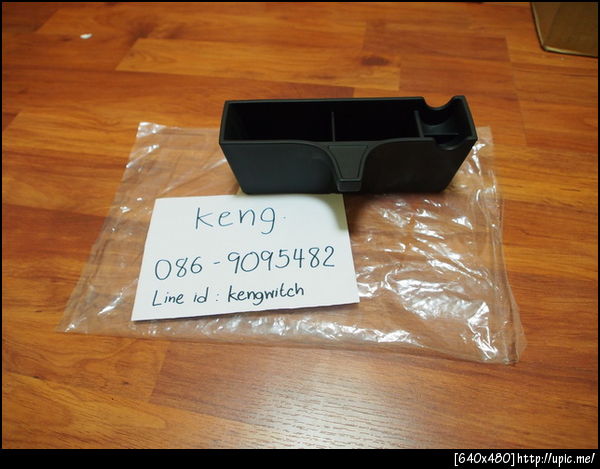 keng.
086-9095482
Line id : kengwitch
[640x480]http://upic.me/